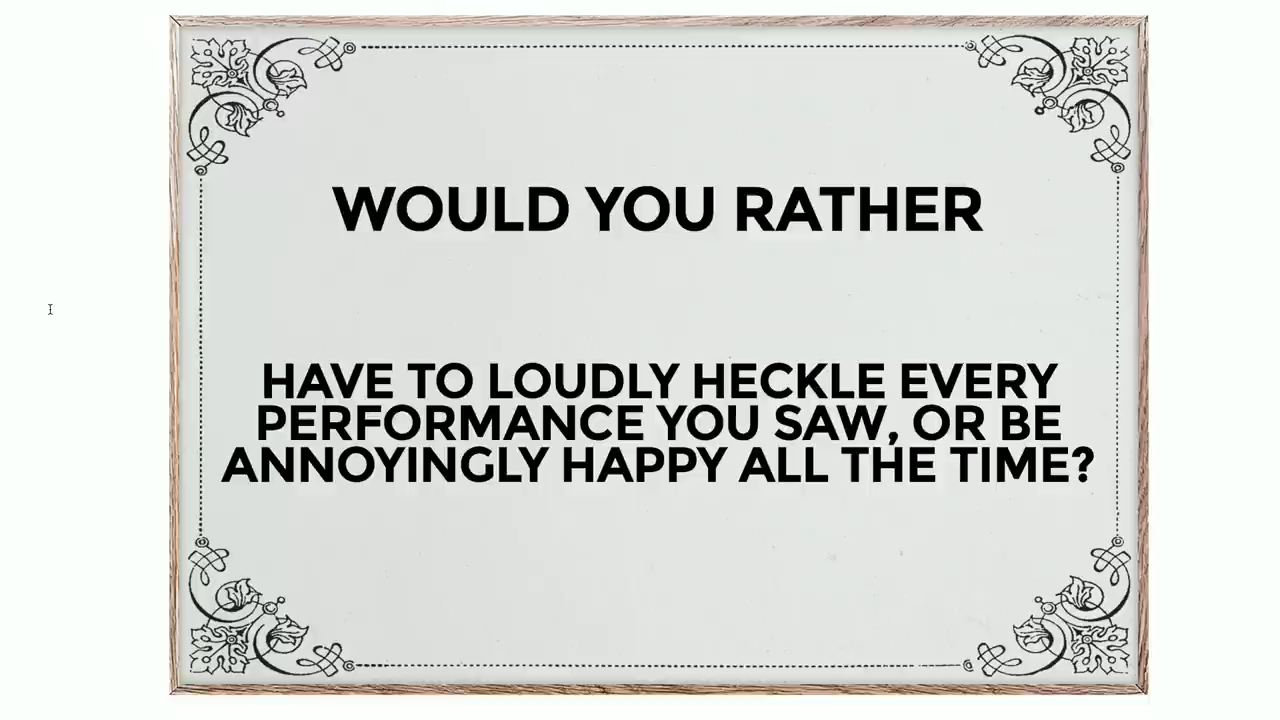 WOULD YOU RATHER
HAVE TO LOUDLY HECKLE EVERY
PERFORMANCE YOU SAW, OR BE
ANNOYINGLY HAPPY ALL THE TIME?